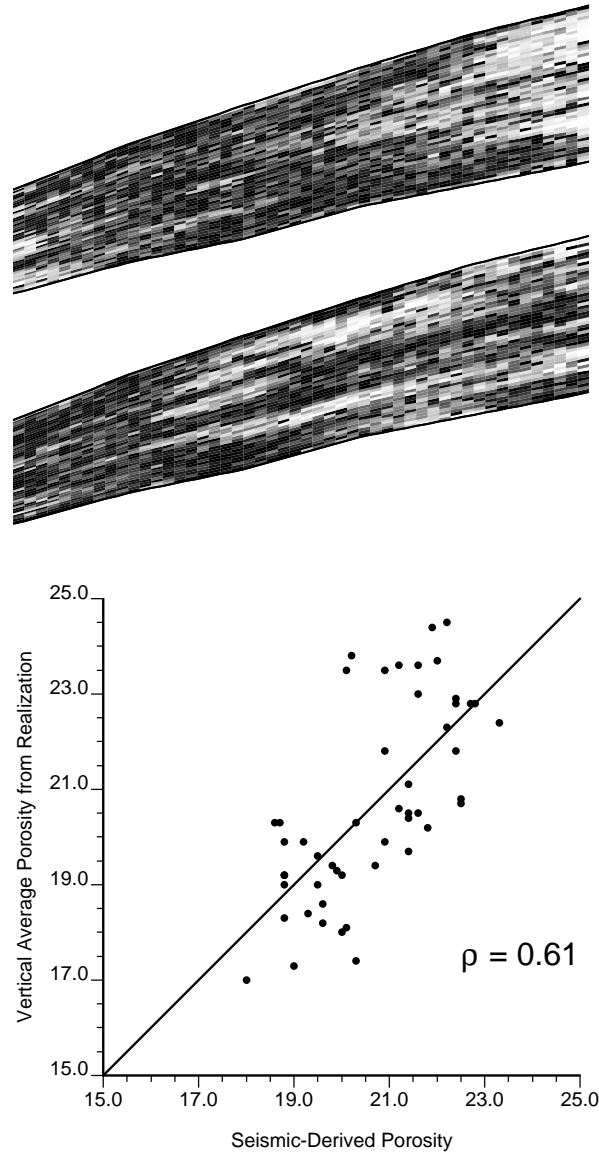 25.0
23.0
21.0
19.0
17.0
15.0
Vertical Average Porosity from Realization
ρ = 0.61
15.0 17.0 19.0 21.0 23.0 25.0
Seismic-Derived Porosity